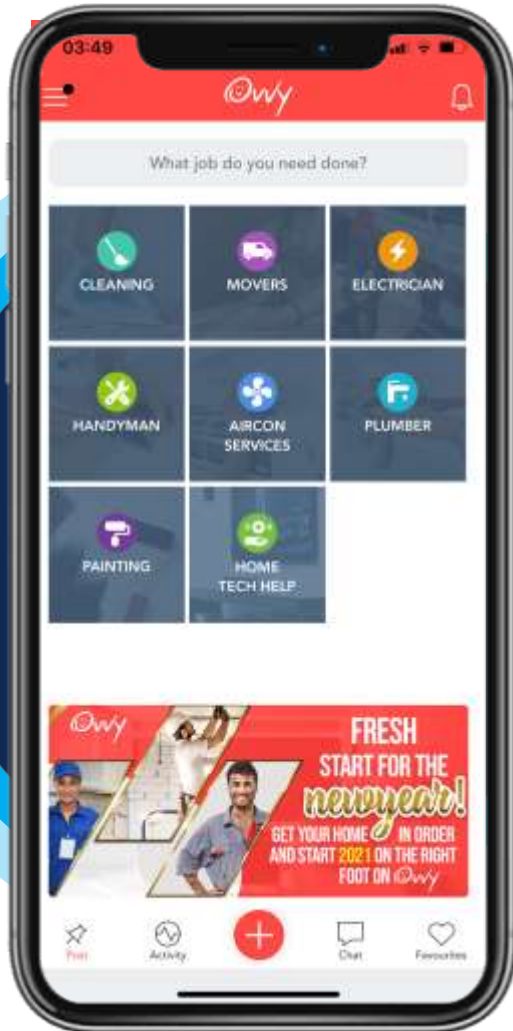 03:49
Owy
What job do you need done?
CLEANING
MOVERS
ELECTRICIAN
HANDYMAN
AIRCON
SERVICES
PLUMBER
PAINTING
HOME
TECH HELP
Owy
FRESH
START FOR THE
newyear!
GET YOUR HOME IN ORDER
AND START 2021 ON THE RIGHT
FOOT ON Owy
Post
Activity
Chat
Favourites